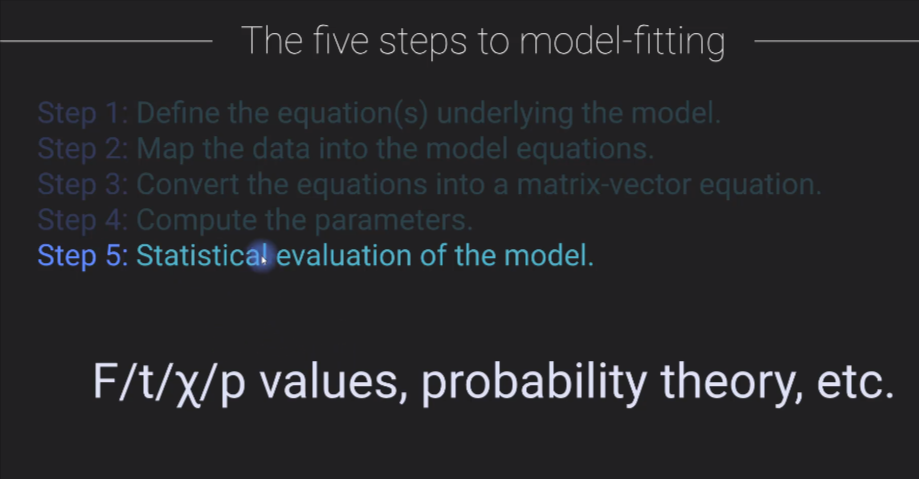 The five steps to model-fitting
Step 1: Define the equation(s) underlying the model.
Step 2: Map the data into the model equations.
Step 3: Convert the equations into a matrix-vector equation.
Step 4: Compute the parameters.
Step 5: Statistical evaluation of the model.
F/t/χ/p values, probability theory, etc.